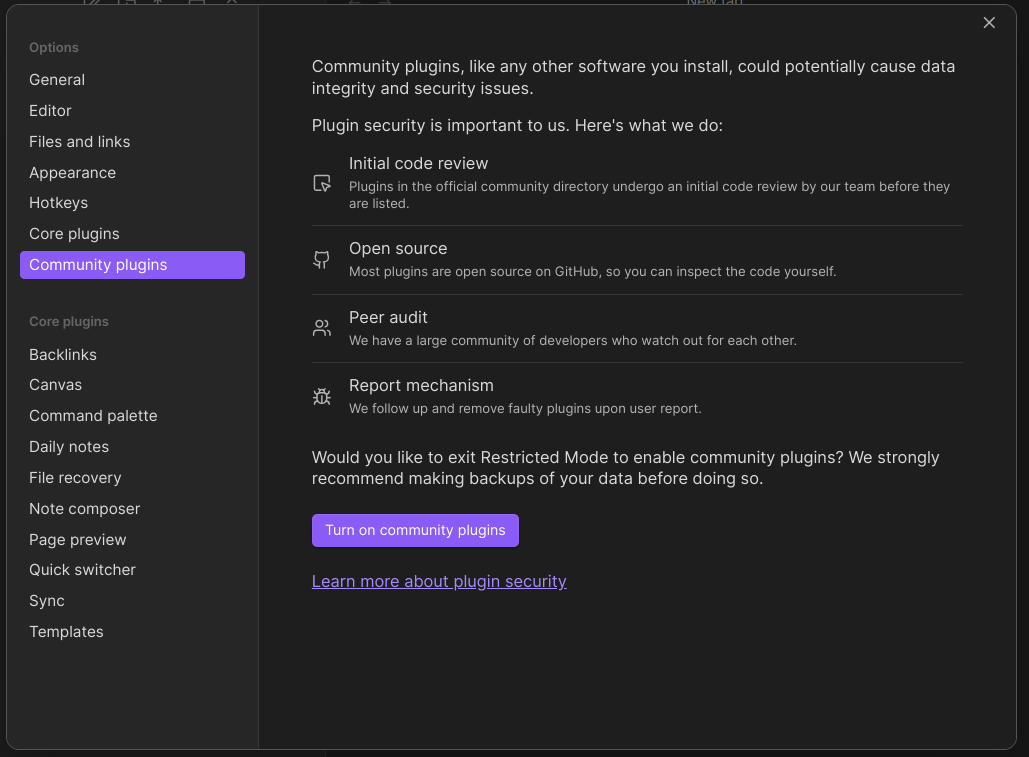 New tab
Options
General
Editor
Files and links
Appearance
Hotkeys
Core plugins
Community plugins
Core plugins
Backlinks
Canvas
Command palette
Daily notes
File recovery
Note composer
Page preview
Quick switcher
Sync
Templates
Community plugins, like any other software you install, could potentially cause data
integrity and security issues.
Plugin security is important to us. Here's what we do:
Initial code review
Plugins in the official community directory undergo an initial code review by our team before they
are listed.
Open source
Most plugins are open source on GitHub, so you can inspect the code yourself.
Peer audit
We have a large community of developers who watch out for each other.
Report mechanism
We follow up and remove faulty plugins upon user report.
Would you like to exit Restricted Mode to enable community plugins? We strongly
recommend making backups of your data before doing so.
Turn on community plugins
Learn more about plugin security